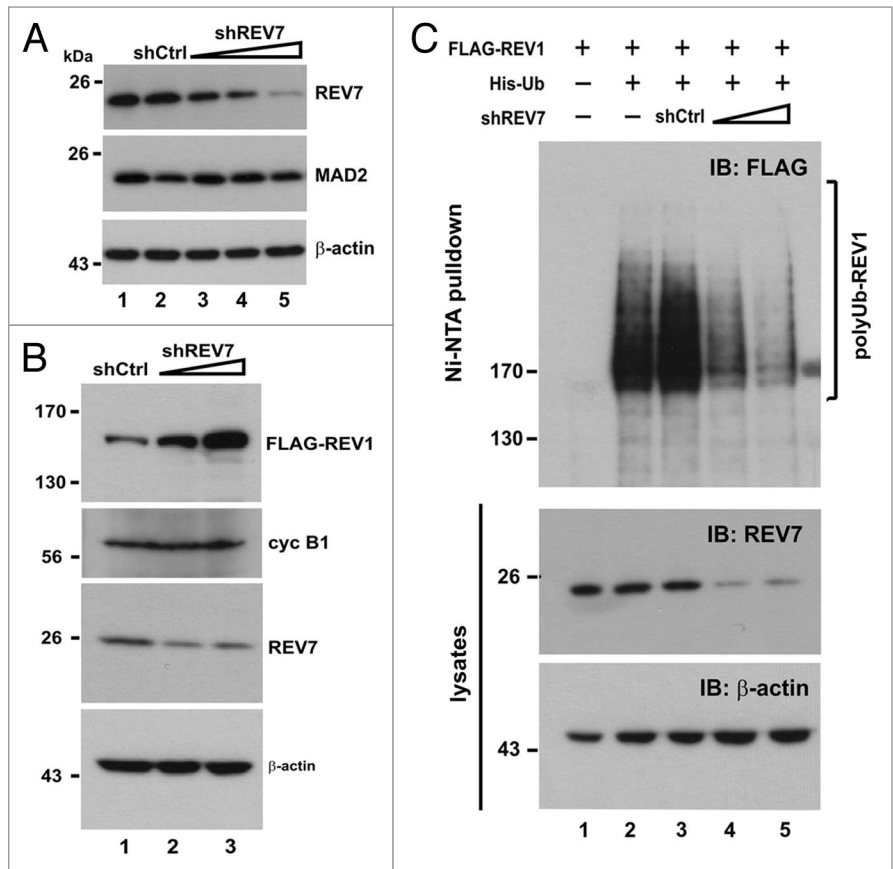 A
shREV7
kDa
shCtrl
26
REV7
26
MAD2
43
β-actin
1 2 3 4 5
B
shREV7
shCtrl
170
FLAG-REV1
130
cyc B1
56
26
REV7
43
β-actin
1 2 3
C
FLAG-REV1 + + + + +
His-Ub – + + + +
shREV7 – – shCtrl
IB: FLAG
Ni-NTA pulldown
polyUb-REV1
170
130
lysates
IB: REV7
26
IB: β-actin
43
1 2 3 4 5